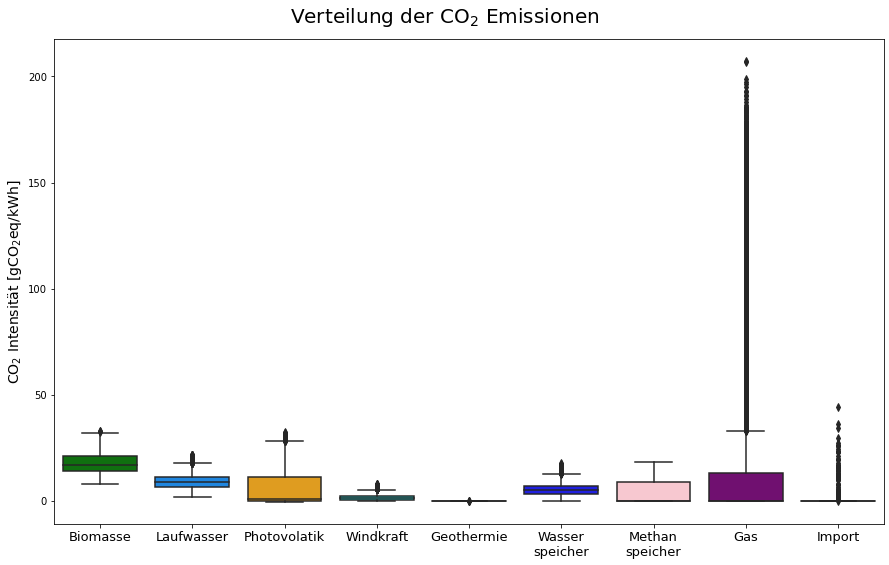 Verteilung der CO₂ Emissionen
CO₂ Intensität [gCO₂eq/kWh]
200
150
100
50
0
Biomasse
Laufwasser
Photovolatik
Windkraft
Geothermie
Wasser
speicher
Methan
speicher
Gas
Import